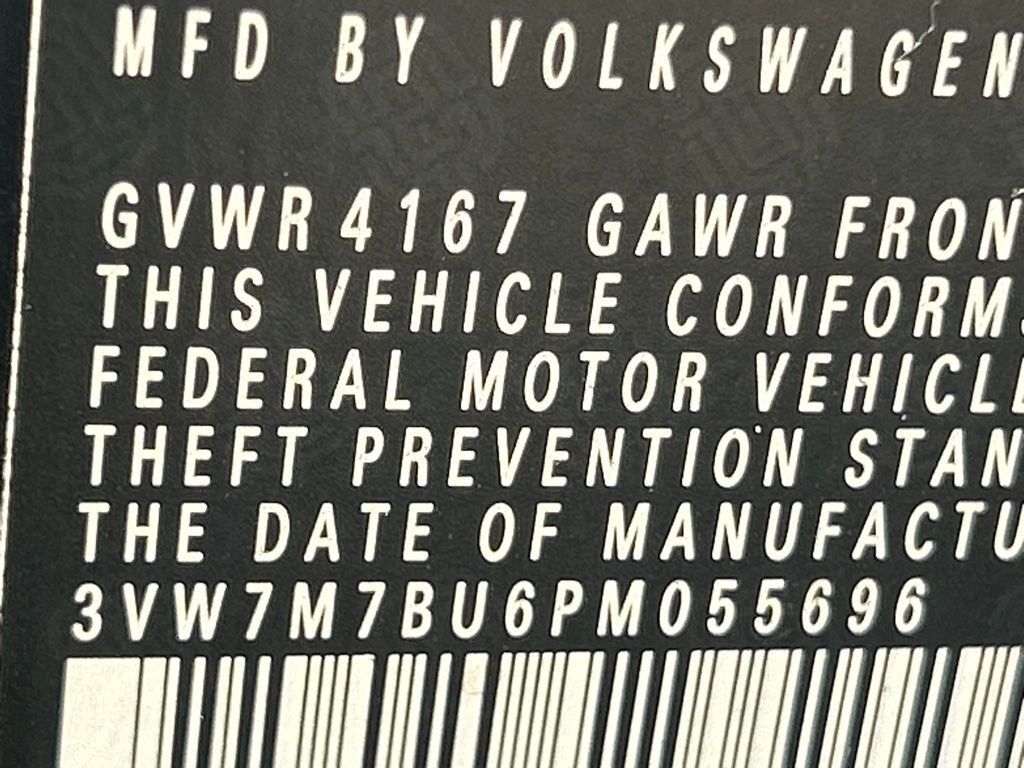 MFD BY VOLKSWAGEN
GVWR 4167 GAWR FRON
THIS VEHICLE CONFORM
FEDERAL MOTOR VEHICLE
THEFT PREVENTION STAN
THE DATE OF MANUFACTU
3VW7M7BU6PM055696